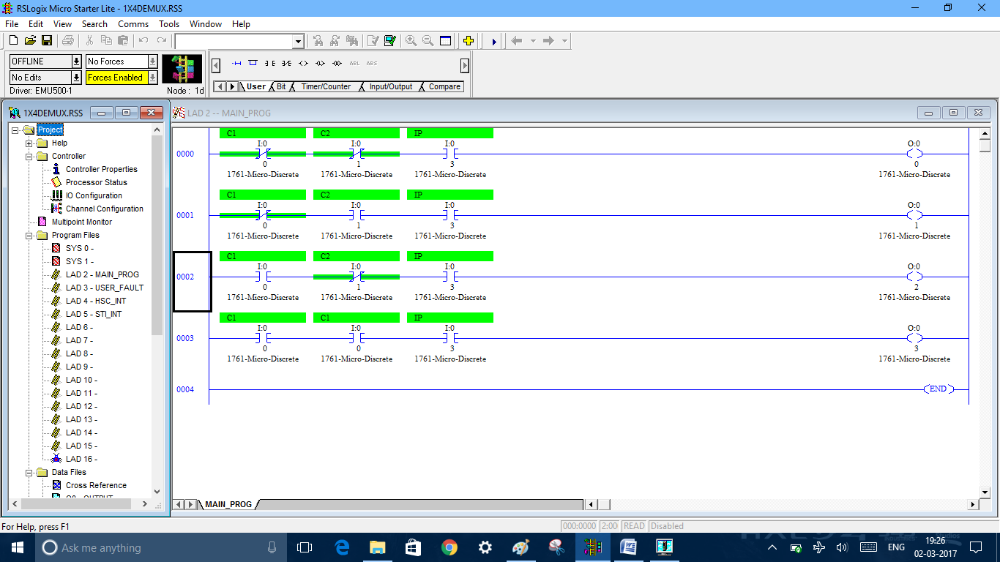 RSLogix Micro Starter Lite - 1X4DEMUX.RSS
File Edit View Search Comms Tools Window Help
OFFLINE No Forces
No Edits Forces Enabled
Driver: EMU500-1 Node : 1d
ABL ABS
User Bit Timer/Counter Input/Output Compare
1X4DEMUX.RSS
Project
Help
Controller
Controller Properties
Processor Status
IO Configuration
Channel Configuration
Multipoint Monitor
Program Files
SYS 0 -
SYS 1 -
LAD 2 - MAIN_PROG
LAD 3 - USER_FAULT
LAD 4 - HSC_INT
LAD 5 - STI_INT
LAD 6 -
LAD 7 -
LAD 8 -
LAD 9 -
LAD 10 -
LAD 11 -
LAD 12 -
LAD 13 -
LAD 14 -
LAD 15 -
LAD 16 -
Data Files
Cross Reference
LAD 2 -- MAIN_PROG
C1 C2 IP
I:0 I:0 I:0 O:0
0000
0 1 3 0
1761-Micro-Discrete 1761-Micro-Discrete 1761-Micro-Discrete 1761-Micro-Discrete
C1 C2 IP
I:0 I:0 I:0 O:0
0001
0 1 3 1
1761-Micro-Discrete 1761-Micro-Discrete 1761-Micro-Discrete 1761-Micro-Discrete
C1 C2 IP
I:0 I:0 I:0 O:0
0002
0 1 3 2
1761-Micro-Discrete 1761-Micro-Discrete 1761-Micro-Discrete 1761-Micro-Discrete
C1 C1 IP
I:0 I:0 I:0 O:0
0003
0 0 3 3
1761-Micro-Discrete 1761-Micro-Discrete 1761-Micro-Discrete 1761-Micro-Discrete
0004 END
MAIN_PROG
For Help, press F1 000:0000 2:00 READ Disabled
Ask me anything
ENG
19:26
02-03-2017